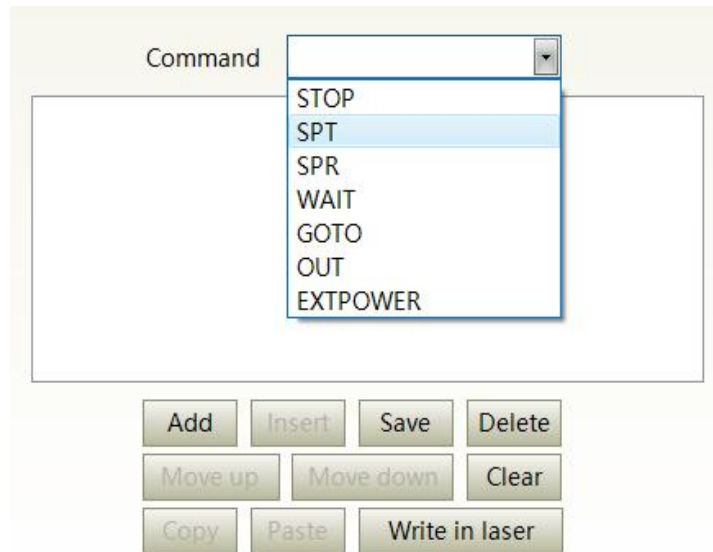 Command
STOP
SPT
SPR
WAIT
GOTO
OUT
EXTPOWER
Add Insert Save Delete
Move up Move down Clear
Copy Paste Write in laser